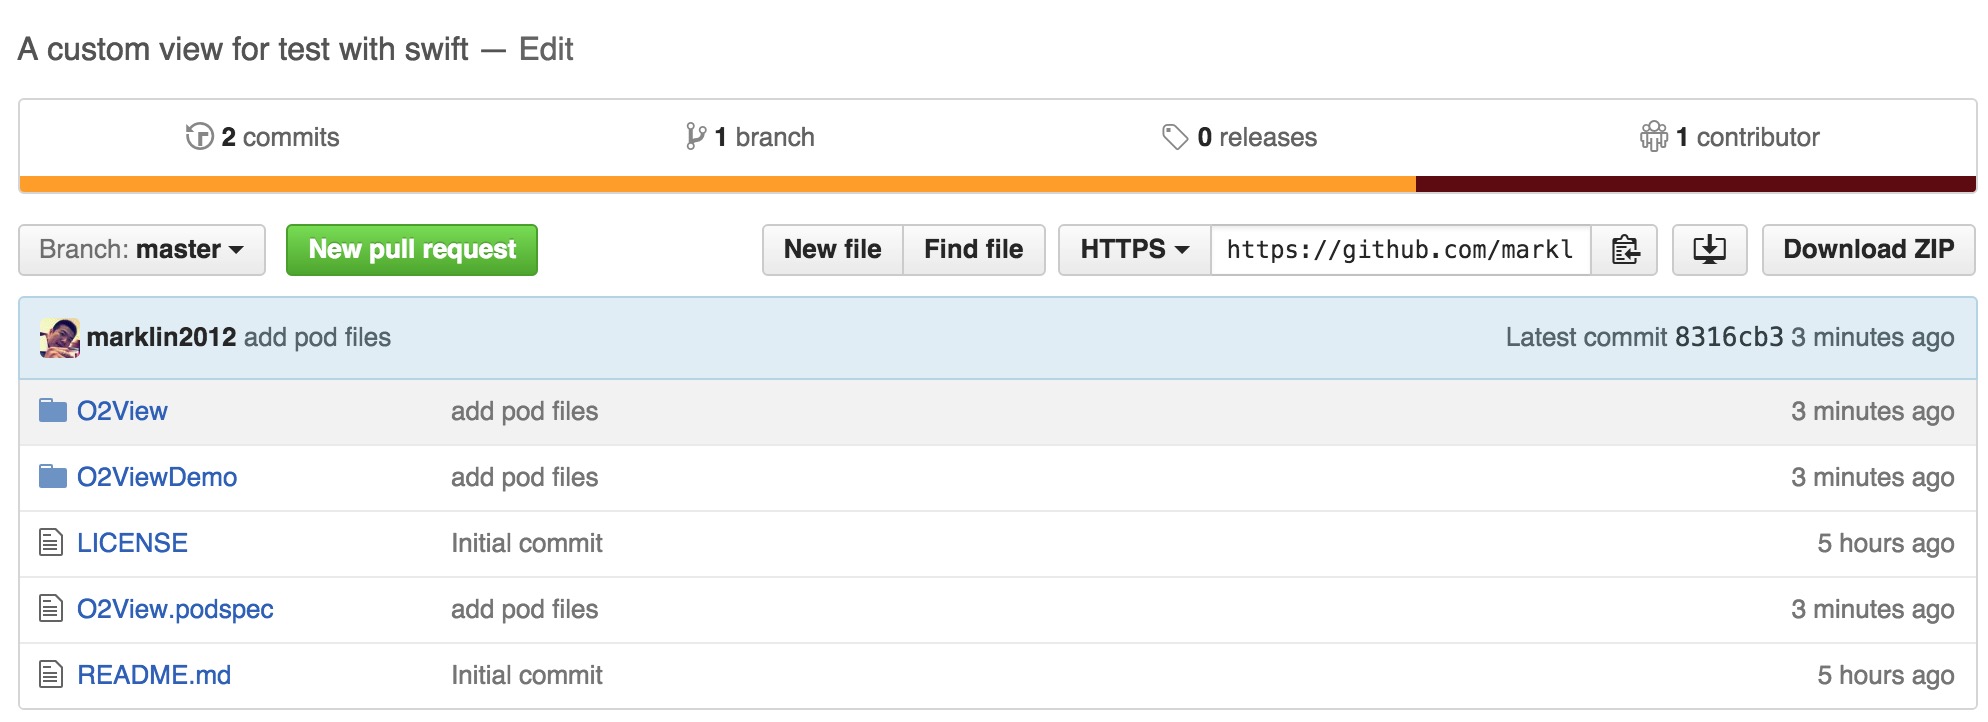 A custom view for test with swift — Edit
2 commits 1 branch 0 releases 1 contributor
Branch: master New pull request New file Find file HTTPS https://github.com/markl Download ZIP
marklin2012 add pod files Latest commit 8316cb3 3 minutes ago
O2View add pod files 3 minutes ago
O2ViewDemo add pod files 3 minutes ago
LICENSE Initial commit 5 hours ago
O2View.podspec add pod files 3 minutes ago
README.md Initial commit 5 hours ago